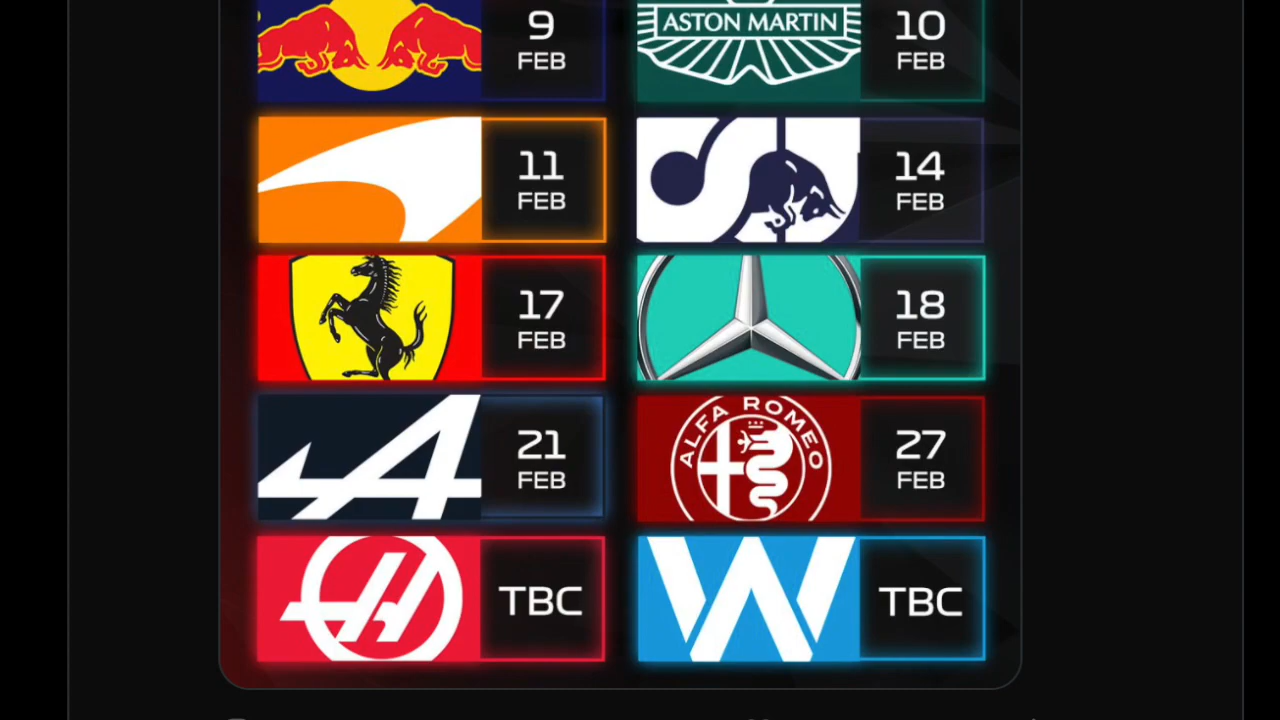 9
FEB
ASTON MARTIN
10
FEB
11
FEB
14
FEB
17
FEB
18
FEB
21
FEB
ALFA ROMEO
27
FEB
TBC
TBC